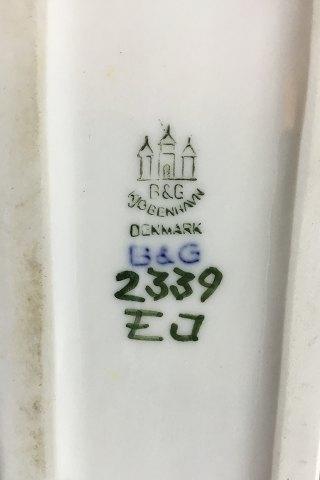 B&G
KJØBENHAVN
DENMARK
B&G
2339
EJ